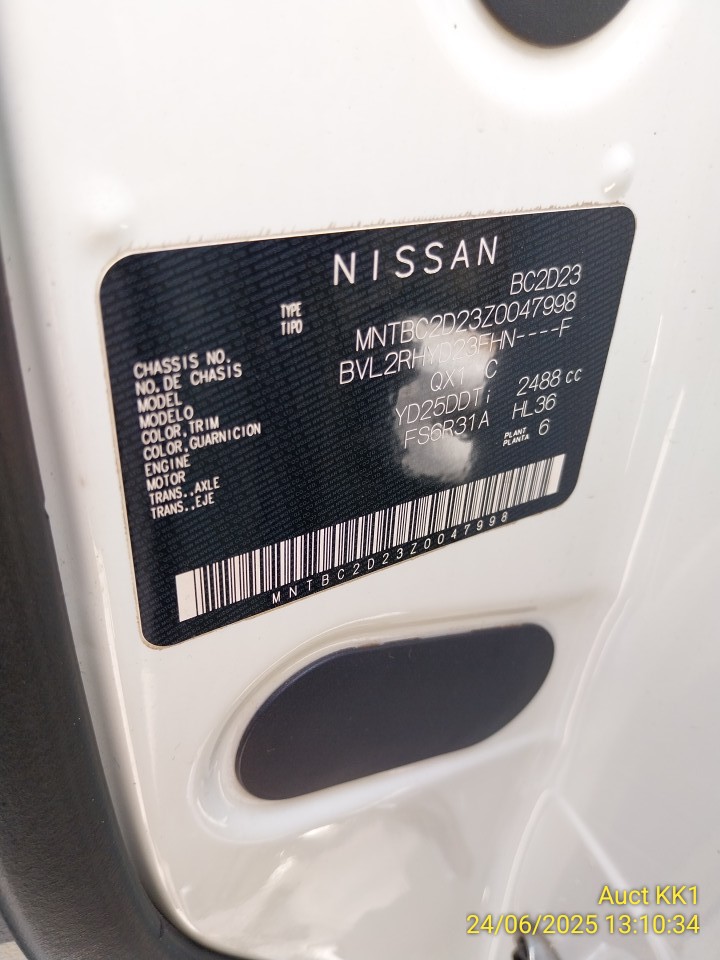 NISSAN
TYPE BC2D23
TIPO
CHASSIS NO. MNTBC2D23Z0047998
NO. DE CHASIS
MODEL BVL2RHYD23FHN----F
MODELO
COLOR, TRIM QX1 C
COLOR, GUARNICION
ENGINE YD25DDTi 2488 cc
MOTOR
TRANS.,AXLE FS6R31A HL36
TRANS.,EJE
PLANT 6
PLANTA
MNTBC2D23Z0047998
Auct KK1
24/06/2025 13:10:34